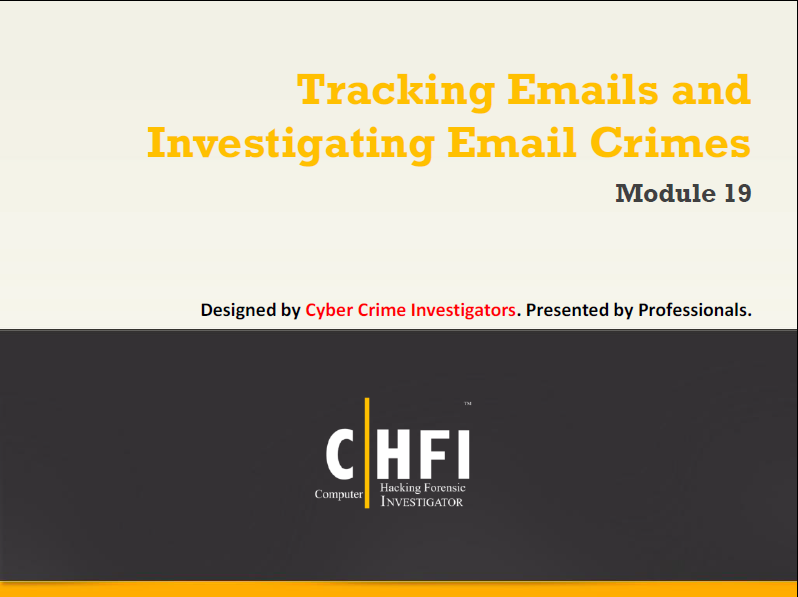 Tracking Emails and
Investigating Email Crimes
Module 19
Designed by Cyber Crime Investigators. Presented by Professionals.
™
CHFI
Computer
Hacking Forensic
INVESTIGATOR